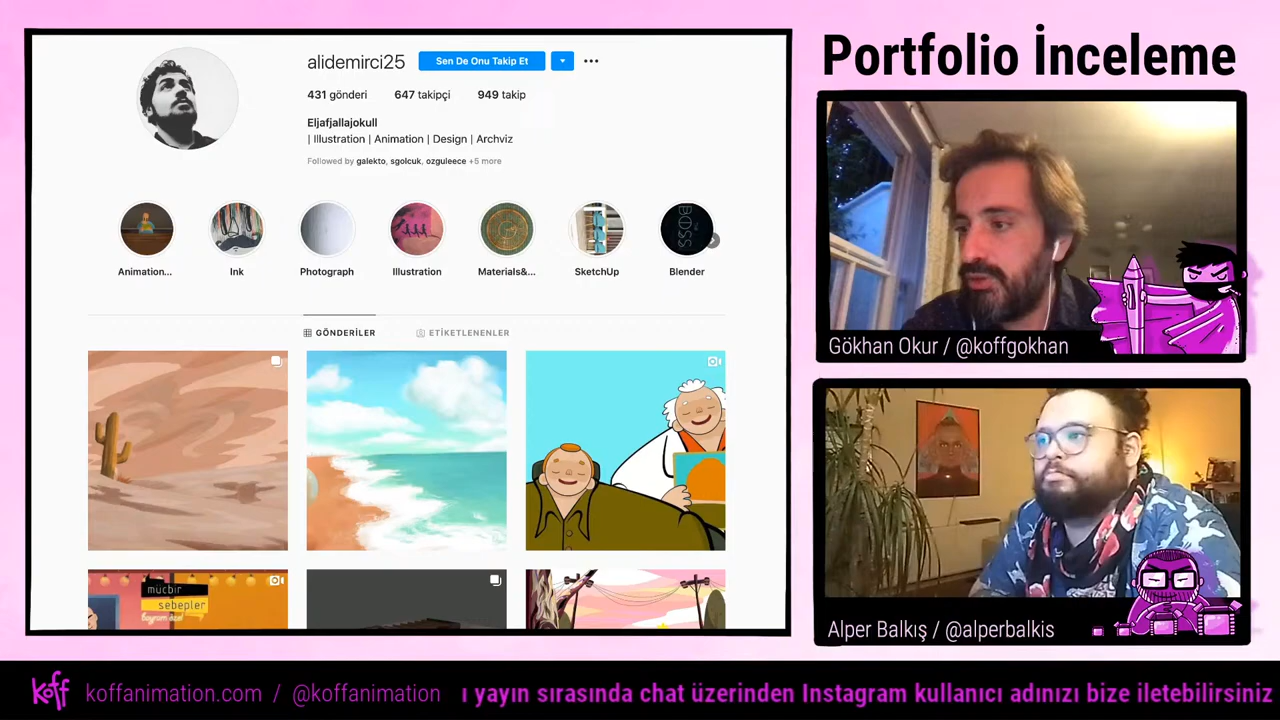 alidemirci25
Sen De Onu Takip Et
431 gönderi 647 takipçi 949 takip
Eljafjallajokull
| Illustration | Animation | Design | Archviz
Followed by galekto, sgolcuk, ozguleece +5 more
Animation... Ink Photograph Illustration Materials&... SketchUp Blender
GÖNDERİLER ETİKETLENENLER
mücbir
sebepler
Portfolio İnceleme
Gökhan Okur / @koffgokhan
Alper Balkış / @alperbalkis
koff koffanimation.com / @koffanimation ı yayın sırasında chat üzerinden Instagram kullanıcı adınızı bize iletebilirsiniz